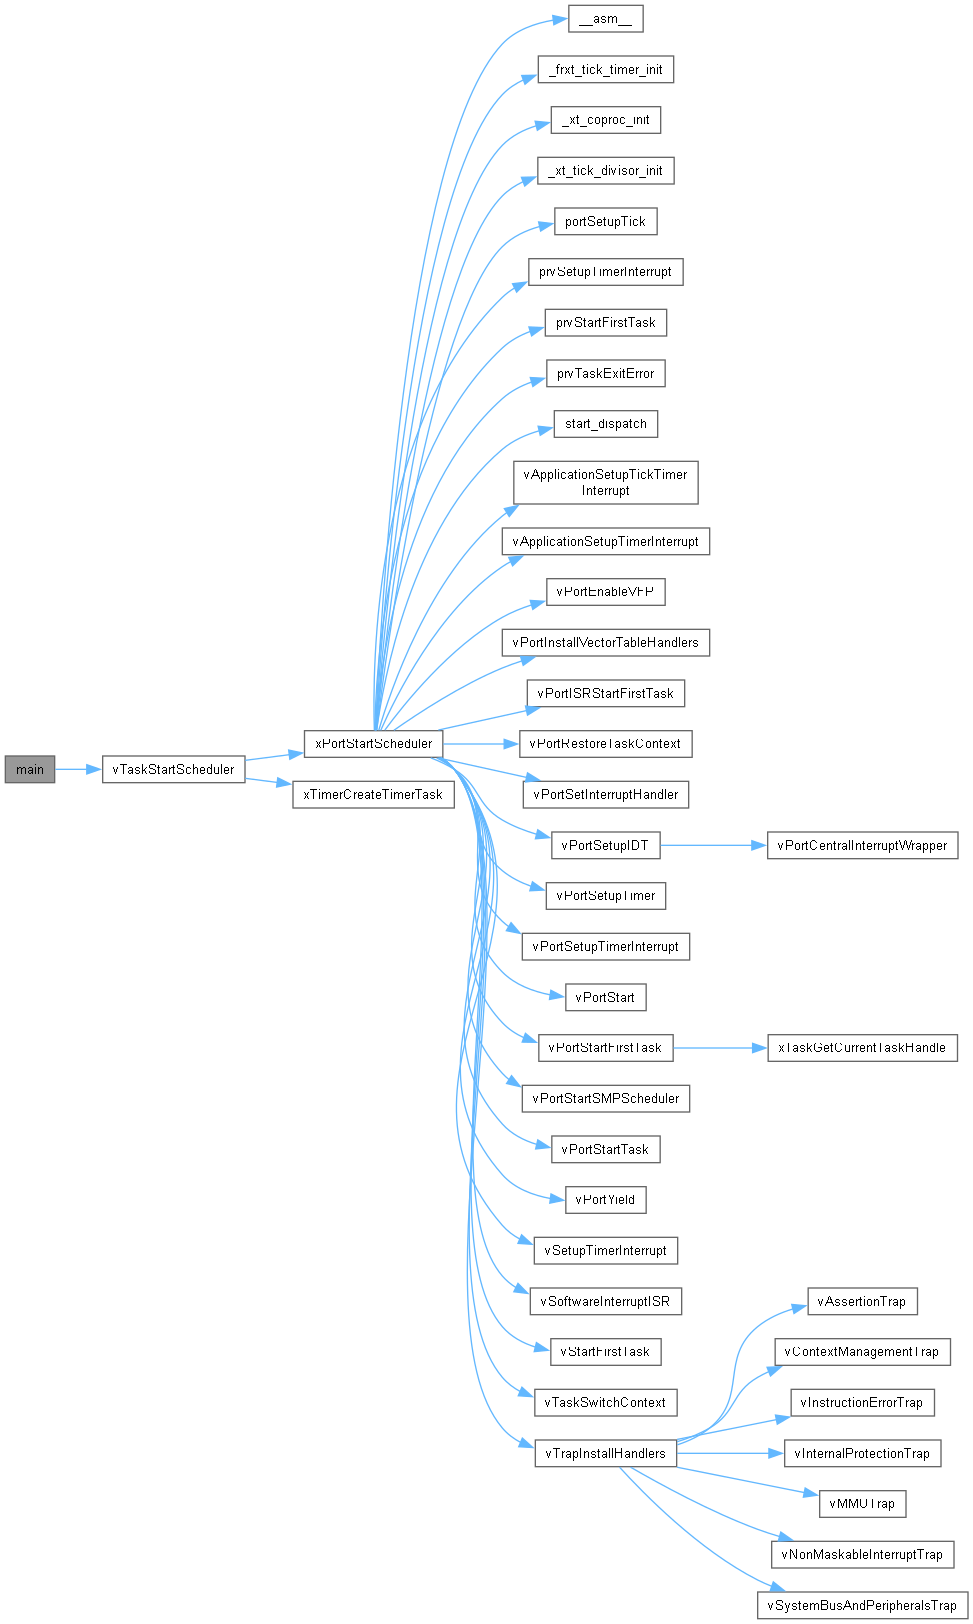 __asm__
_frxt_tick_timer_init
_xt_coproc_init
_xt_tick_divisor_init
portSetupTick
prvSetupTimerInterrupt
prvStartFirstTask
prvTaskExitError
start_dispatch
vApplicationSetupTickTimer
Interrupt
vApplicationSetupTimerInterrupt
vPortEnableVFP
vPortInstallVectorTableHandlers
vPortISRStartFirstTask
xPortStartScheduler
vPortRestoreTaskContext
main
vTaskStartScheduler
xTimerCreateTimerTask
vPortSetInterruptHandler
vPortSetupIDT
vPortCentralInterruptWrapper
vPortSetupTimer
vPortSetupTimerInterrupt
vPortStart
vPortStartFirstTask
xTaskGetCurrentTaskHandle
vPortStartSMPScheduler
vPortStartTask
vPortYield
vSetupTimerInterrupt
vSoftwareInterruptISR
vAssertionTrap
vStartFirstTask
vContextManagementTrap
vTaskSwitchContext
vInstructionErrorTrap
vTrapInstallHandlers
vInternalProtectionTrap
vMMUTrap
vNonMaskableInterruptTrap
vSystemBusAndPeripheralsTrap